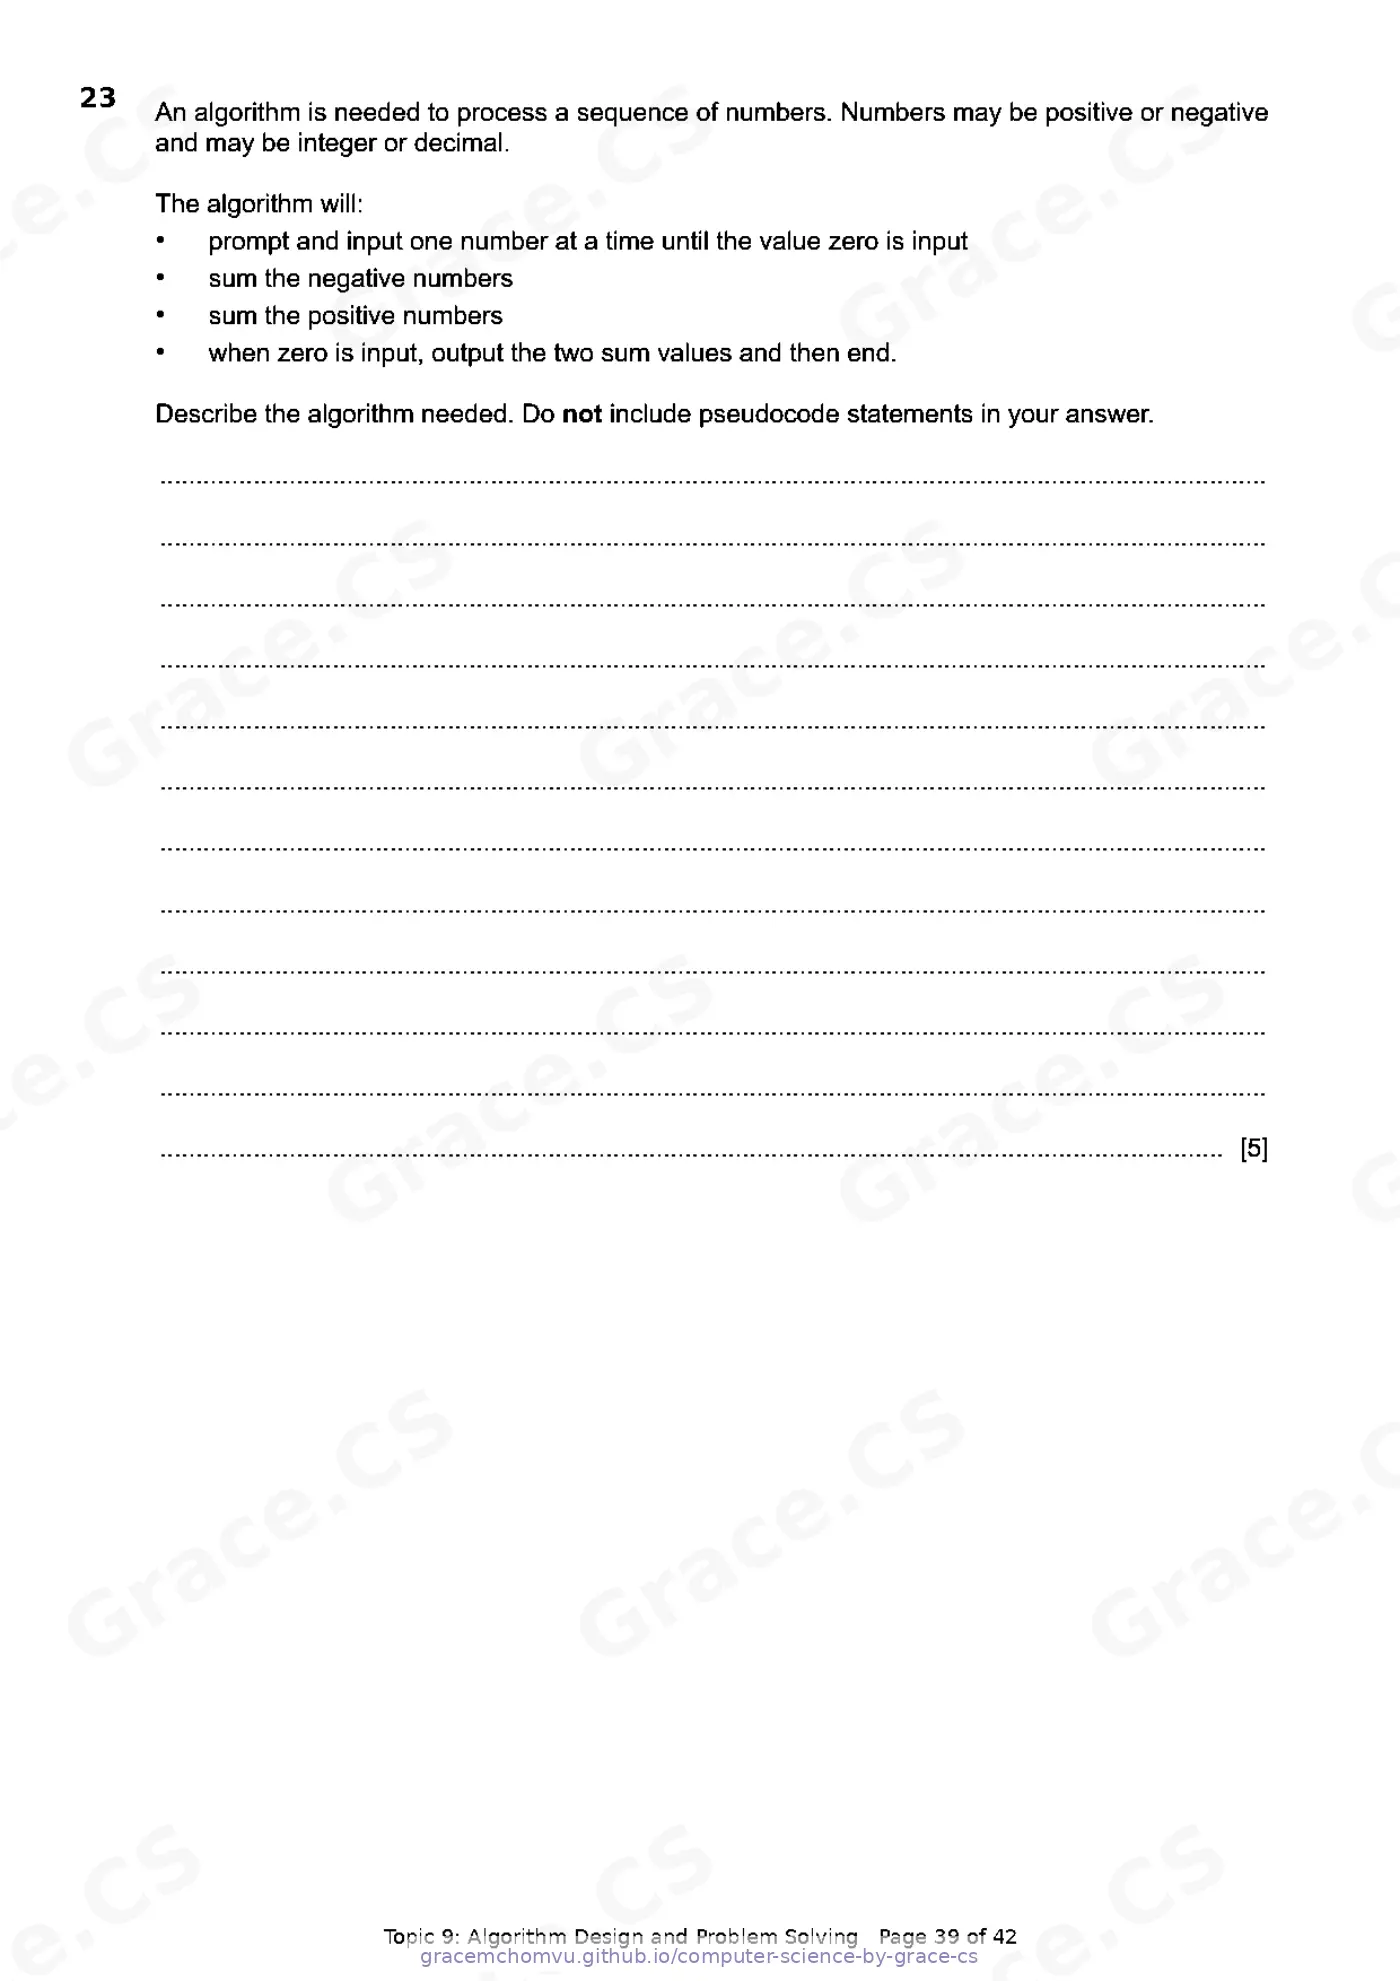 23
An algorithm is needed to process a sequence of numbers. Numbers may be positive or negative
and may be integer or decimal.
The algorithm will:
• prompt and input one number at a time until the value zero is input
• sum the negative numbers
• sum the positive numbers
• when zero is input, output the two sum values and then end.
Describe the algorithm needed. Do not include pseudocode statements in your answer.
[5]
Topic 9: Algorithm Design and Problem Solving Page 39 of 42
gracemchomvu.github.io/computer-science-by-grace-cs
Grace.CS